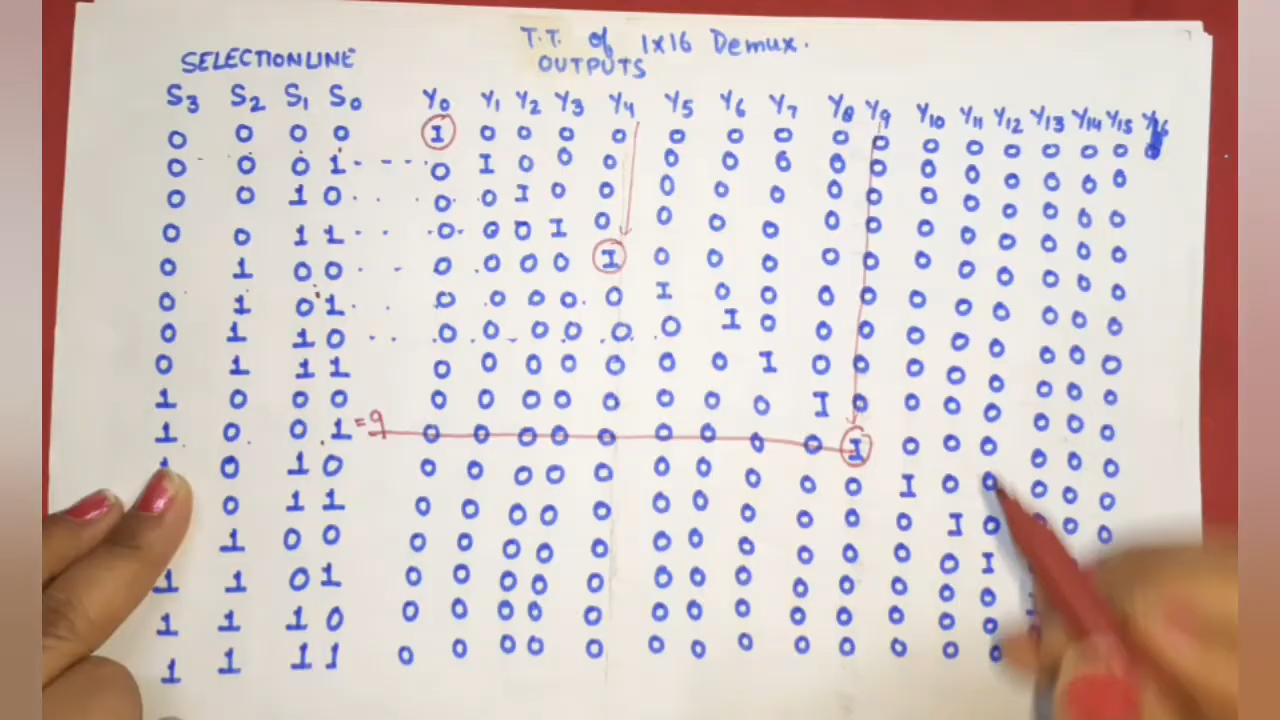 T.T. of 1x16 Demux.
SELECTIONLINE OUTPUTS
S3 S2 S1 S0 Y0 Y1 Y2 Y3 Y4 Y5 Y6 Y7 Y8 Y9 Y10 Y11 Y12 Y13 Y14 Y15
0 0 0 0 1 0 0 0 0 0 0 0 0 0 0 0 0 0 0 0
0 0 0 1 0 1 0 0 0 0 0 0 0 0 0 0 0 0 0 0
0 0 1 0 0 0 1 0 0 0 0 0 0 0 0 0 0 0 0 0
0 0 1 1 0 0 0 1 0 0 0 0 0 0 0 0 0 0 0 0
0 1 0 0 0 0 0 0 1 0 0 0 0 0 0 0 0 0 0 0
0 1 0 1 0 0 0 0 0 1 0 0 0 0 0 0 0 0 0 0
0 1 1 0 0 0 0 0 0 0 1 0 0 0 0 0 0 0 0 0
0 1 1 1 0 0 0 0 0 0 0 1 0 0 0 0 0 0 0 0
1 0 0 0 0 0 0 0 0 0 0 0 1 0 0 0 0 0 0 0
1 0 0 1 =9 0 0 0 0 0 0 0 0 0 1 0 0 0 0 0 0
0 1 0 0 0 0 0 0 0 0 0 0 0 1 0 0 0 0 0
0 1 1 0 0 0 0 0 0 0 0 0 0 0 1 0 0 0
1 0 0 0 0 0 0 0 0 0 0 0 0 0 0 1
1 1 0 1 0 0 0 0 0 0 0 0 0 0 0 0 0
1 1 1 0 0 0 0 0 0 0 0 0 0 0 0 0 0
1 1 1 1 0 0 0 0 0 0 0 0 0 0 0 0 0